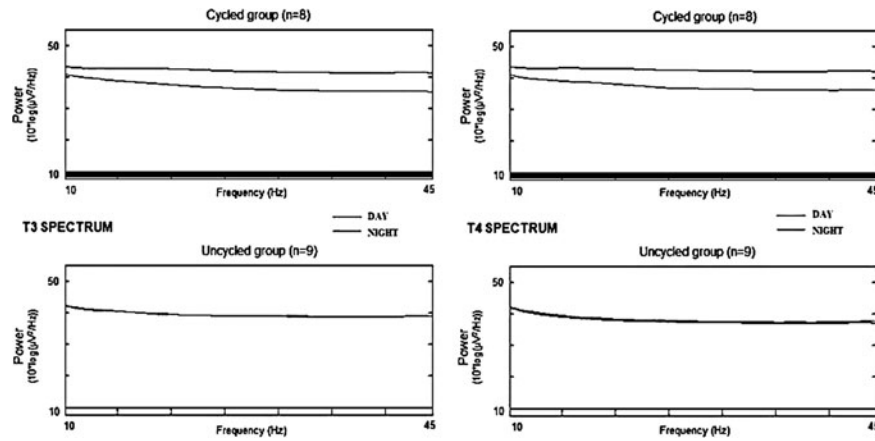 Cycled group (n=8)
50
Power
(10*log(µV²/Hz))
10
10
Frequency (Hz)
45
Cycled group (n=8)
50
Power
(10*log(µV²/Hz))
10
10
Frequency (Hz)
45
T3 SPECTRUM
DAY
NIGHT
T4 SPECTRUM
DAY
NIGHT
Uncycled group (n=9)
50
Power
(10*log(µV²/Hz))
10
10
Frequency (Hz)
45
Uncycled group (n=9)
50
Power
(10*log(µV²/Hz))
10
10
Frequency (Hz)
45